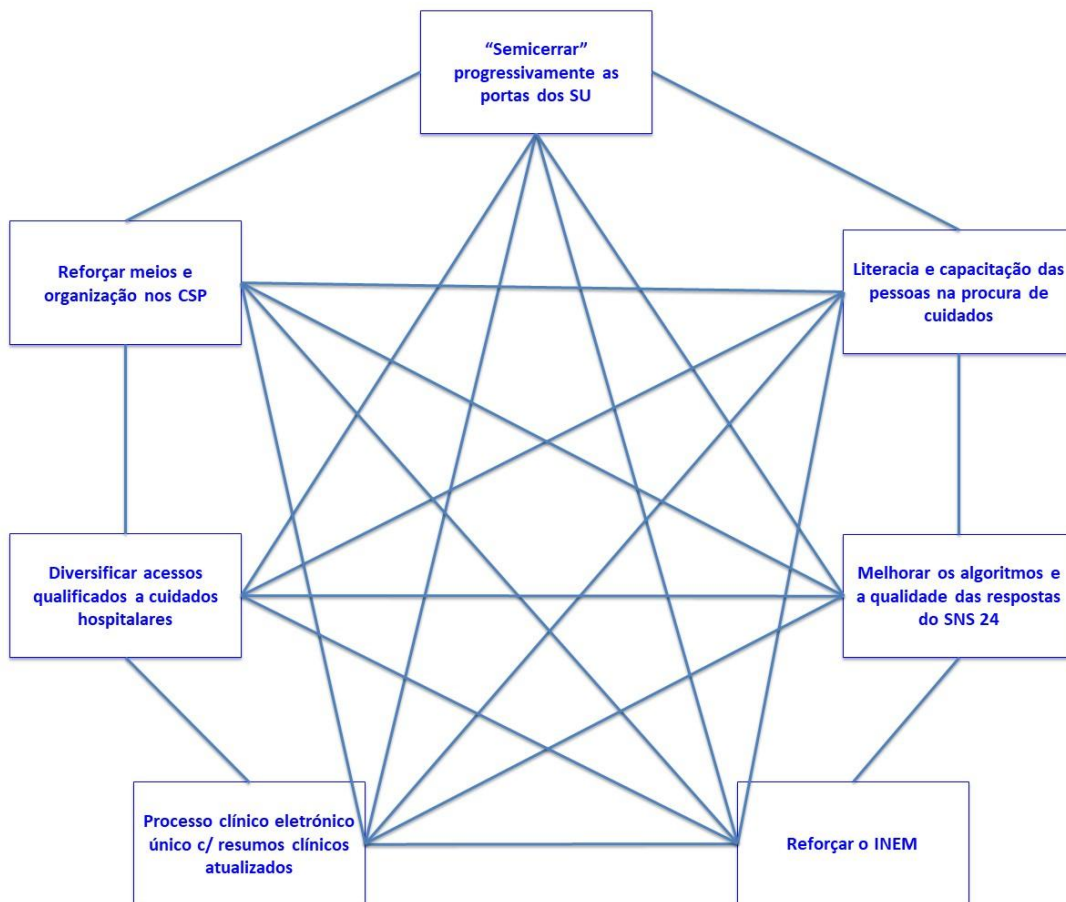 “Semicerrar”
progressivamente as
portas dos SU
Reforçar meios e
organização nos CSP
Literacia e capacitação das
pessoas na procura de
cuidados
Diversificar acessos
qualificados a cuidados
hospitalares
Melhorar os algoritmos e
a qualidade das respostas
do SNS 24
Processo clínico eletrónico
único c/ resumos clínicos
atualizados
Reforçar o INEM